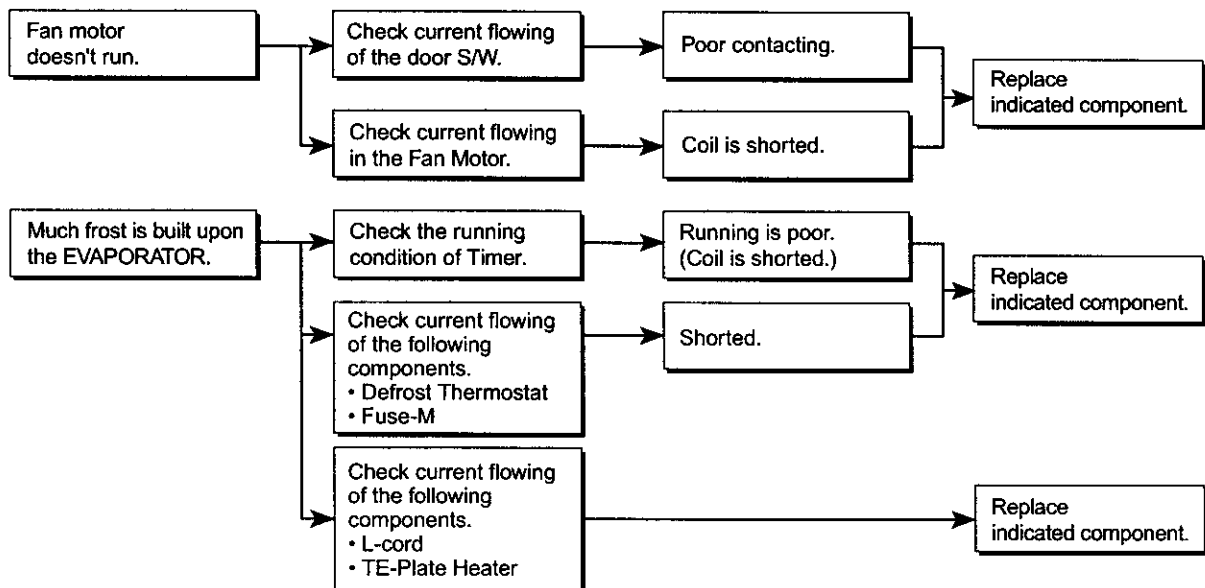 Fan motor
doesn't run.
Check current flowing
of the door S/W.
Poor contacting.
Replace
indicated component.
Check current flowing
in the Fan Motor.
Coil is shorted.
Much frost is built upon
the EVAPORATOR.
Check the running
condition of Timer.
Running is poor.
(Coil is shorted.)
Replace
indicated component.
Check current flowing
of the following
components.
• Defrost Thermostat
• Fuse-M
Shorted.
Check current flowing
of the following
components.
• L-cord
• TE-Plate Heater
Replace
indicated component.